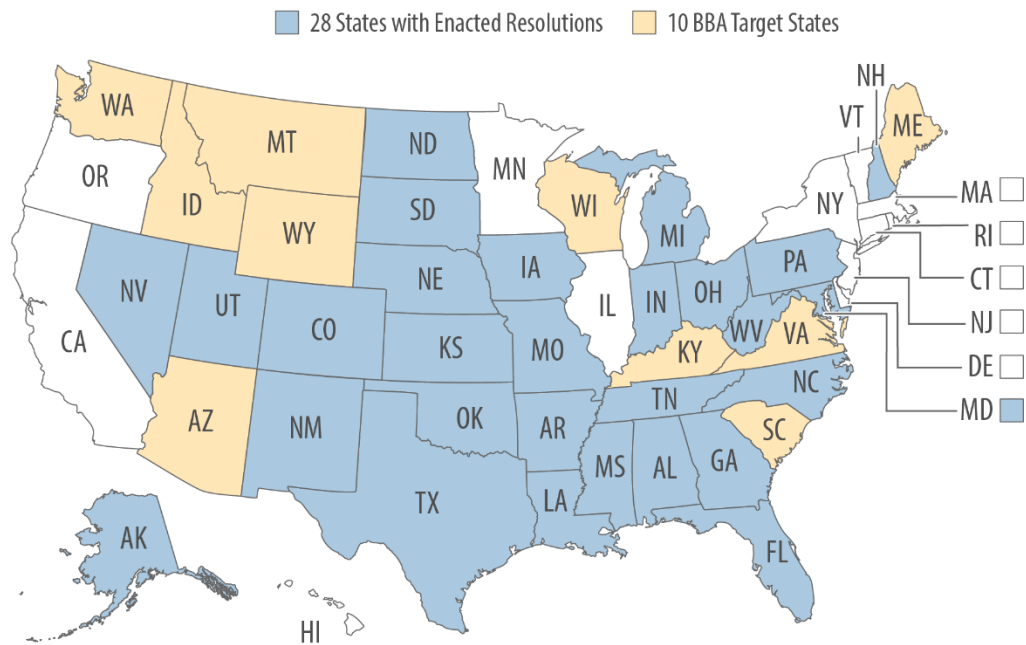 28 States with Enacted Resolutions
10 BBA Target States
NH
WA
VT
ME
MT
ND
MN
OR
MA
ID
SD
WI
NY
WY
MI
RI
IA
PA
CT
NE
NV
OH
UT
IL
IN
NJ
CO
WV
VA
CA
KS
MO
KY
DE
NC
TN
MD
AZ
OK
NM
AR
SC
MS
AL
GA
TX
LA
AK
FL
HI